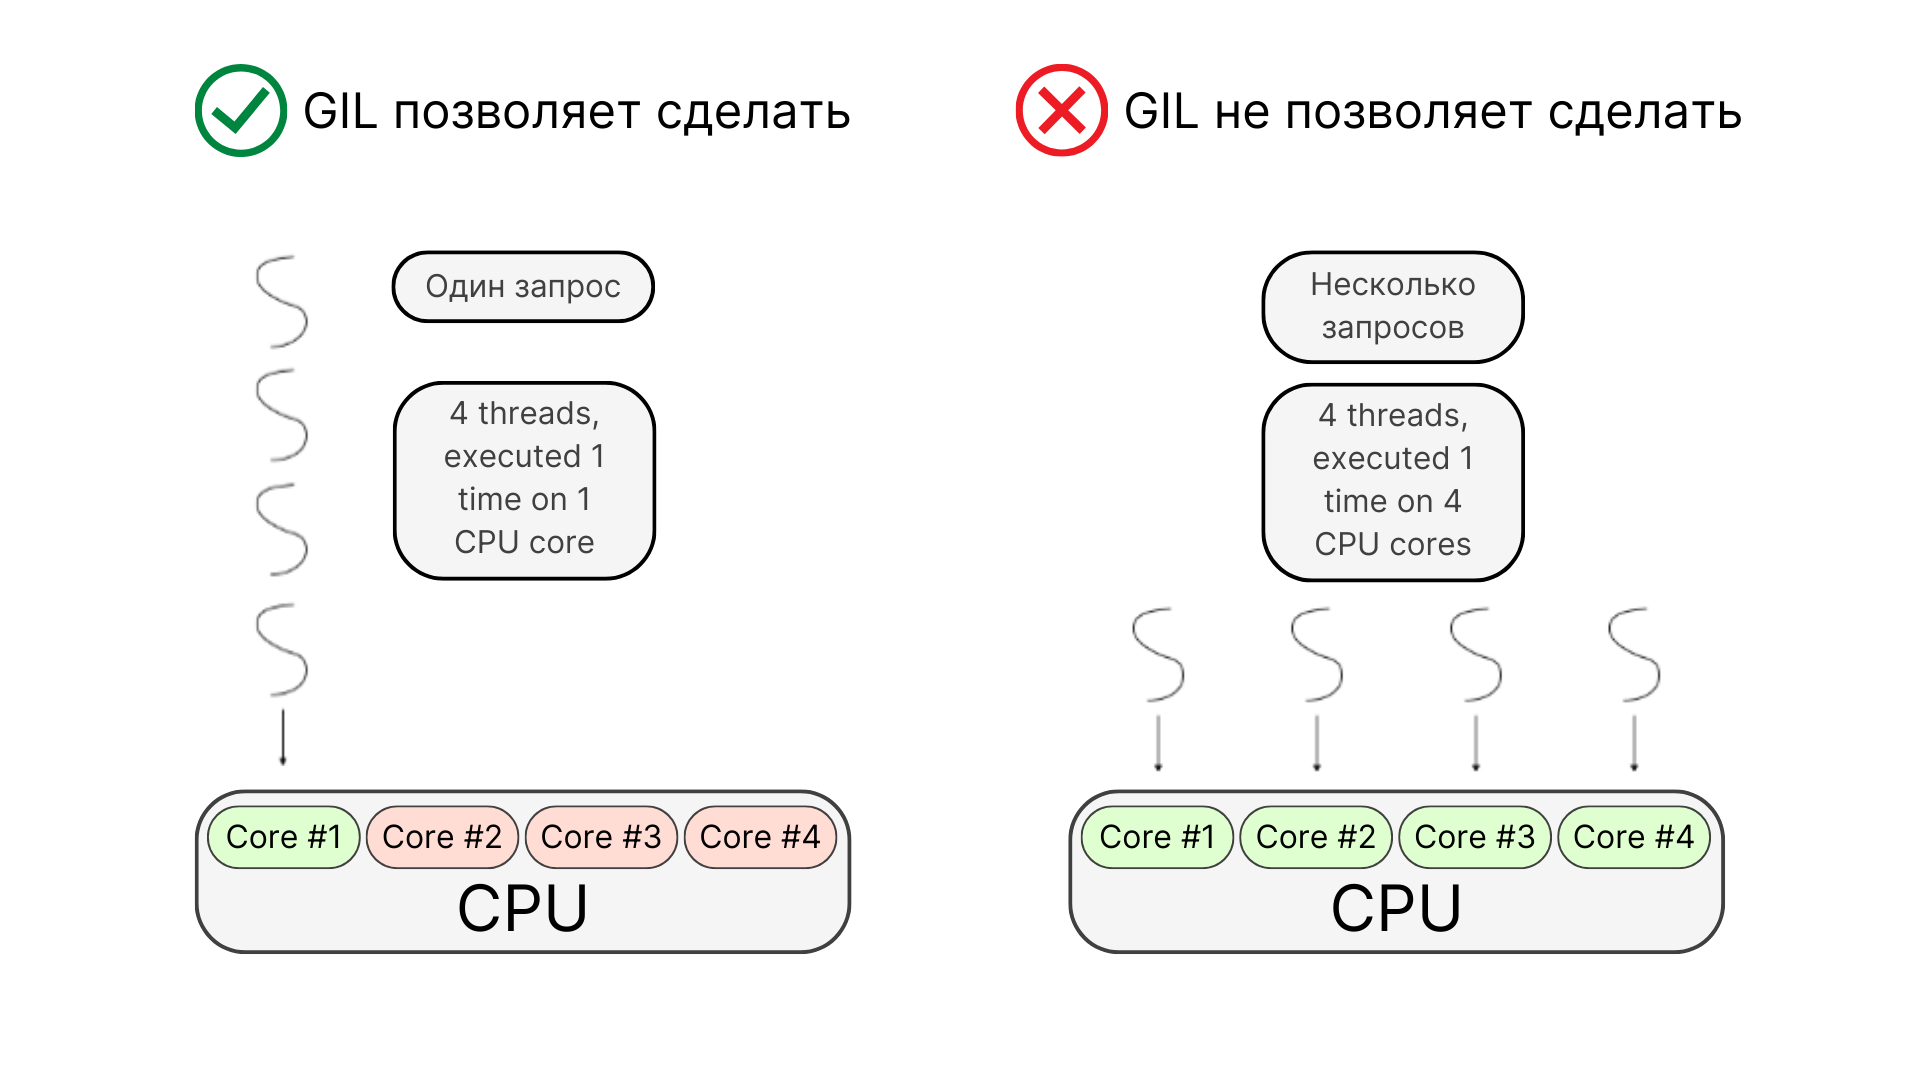 GIL позволяет сделать
Один запрос
4 threads,
executed 1
time on 1
CPU core
Core #1
Core #2
Core #3
Core #4
CPU
GIL не позволяет сделать
Несколько
запросов
4 threads,
executed 1
time on 4
CPU cores
Core #1
Core #2
Core #3
Core #4
CPU